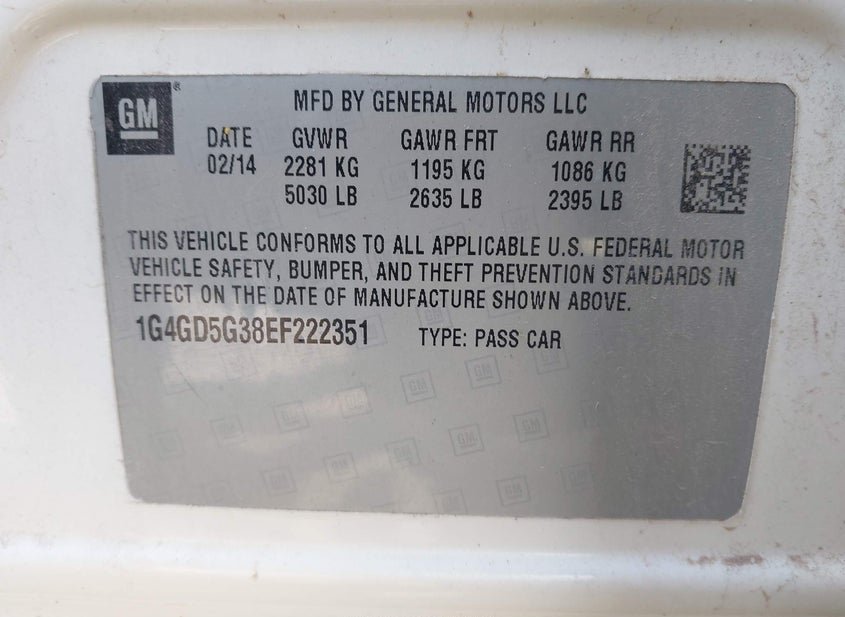 GM®
MFD BY GENERAL MOTORS LLC
DATE GVWR GAWR FRT GAWR RR
02/14 2281 KG 1195 KG 1086 KG
5030 LB 2635 LB 2395 LB
THIS VEHICLE CONFORMS TO ALL APPLICABLE U.S. FEDERAL MOTOR
VEHICLE SAFETY, BUMPER, AND THEFT PREVENTION STANDARDS IN
EFFECT ON THE DATE OF MANUFACTURE SHOWN ABOVE.
1G4GD5G38EF222351 TYPE: PASS CAR